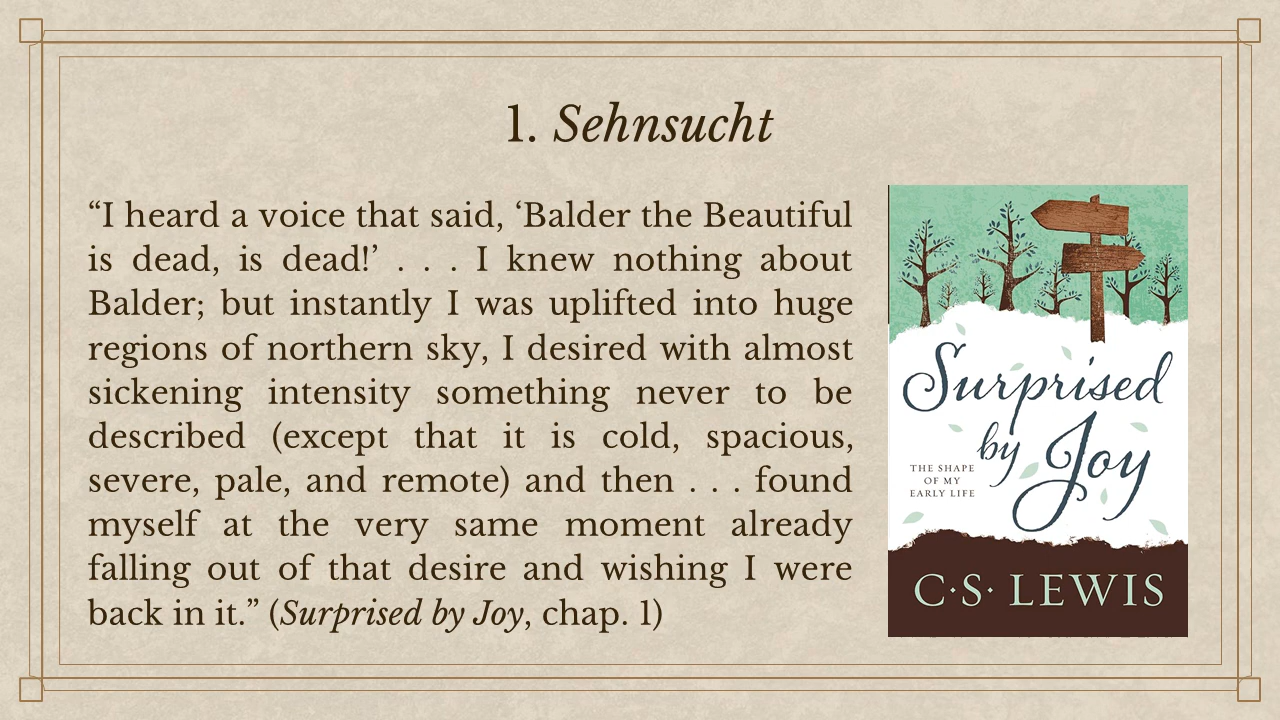 1. Sehnsucht
“I heard a voice that said, ‘Balder the Beautiful
is dead, is dead!’ . . . I knew nothing about
Balder; but instantly I was uplifted into huge
regions of northern sky, I desired with almost
sickening intensity something never to be
described (except that it is cold, spacious,
severe, pale, and remote) and then . . . found
myself at the very same moment already
falling out of that desire and wishing I were
back in it.” (Surprised by Joy, chap. 1)
Surprised
by Joy
THE SHAPE
OF MY
EARLY LIFE
C·S· LEWIS